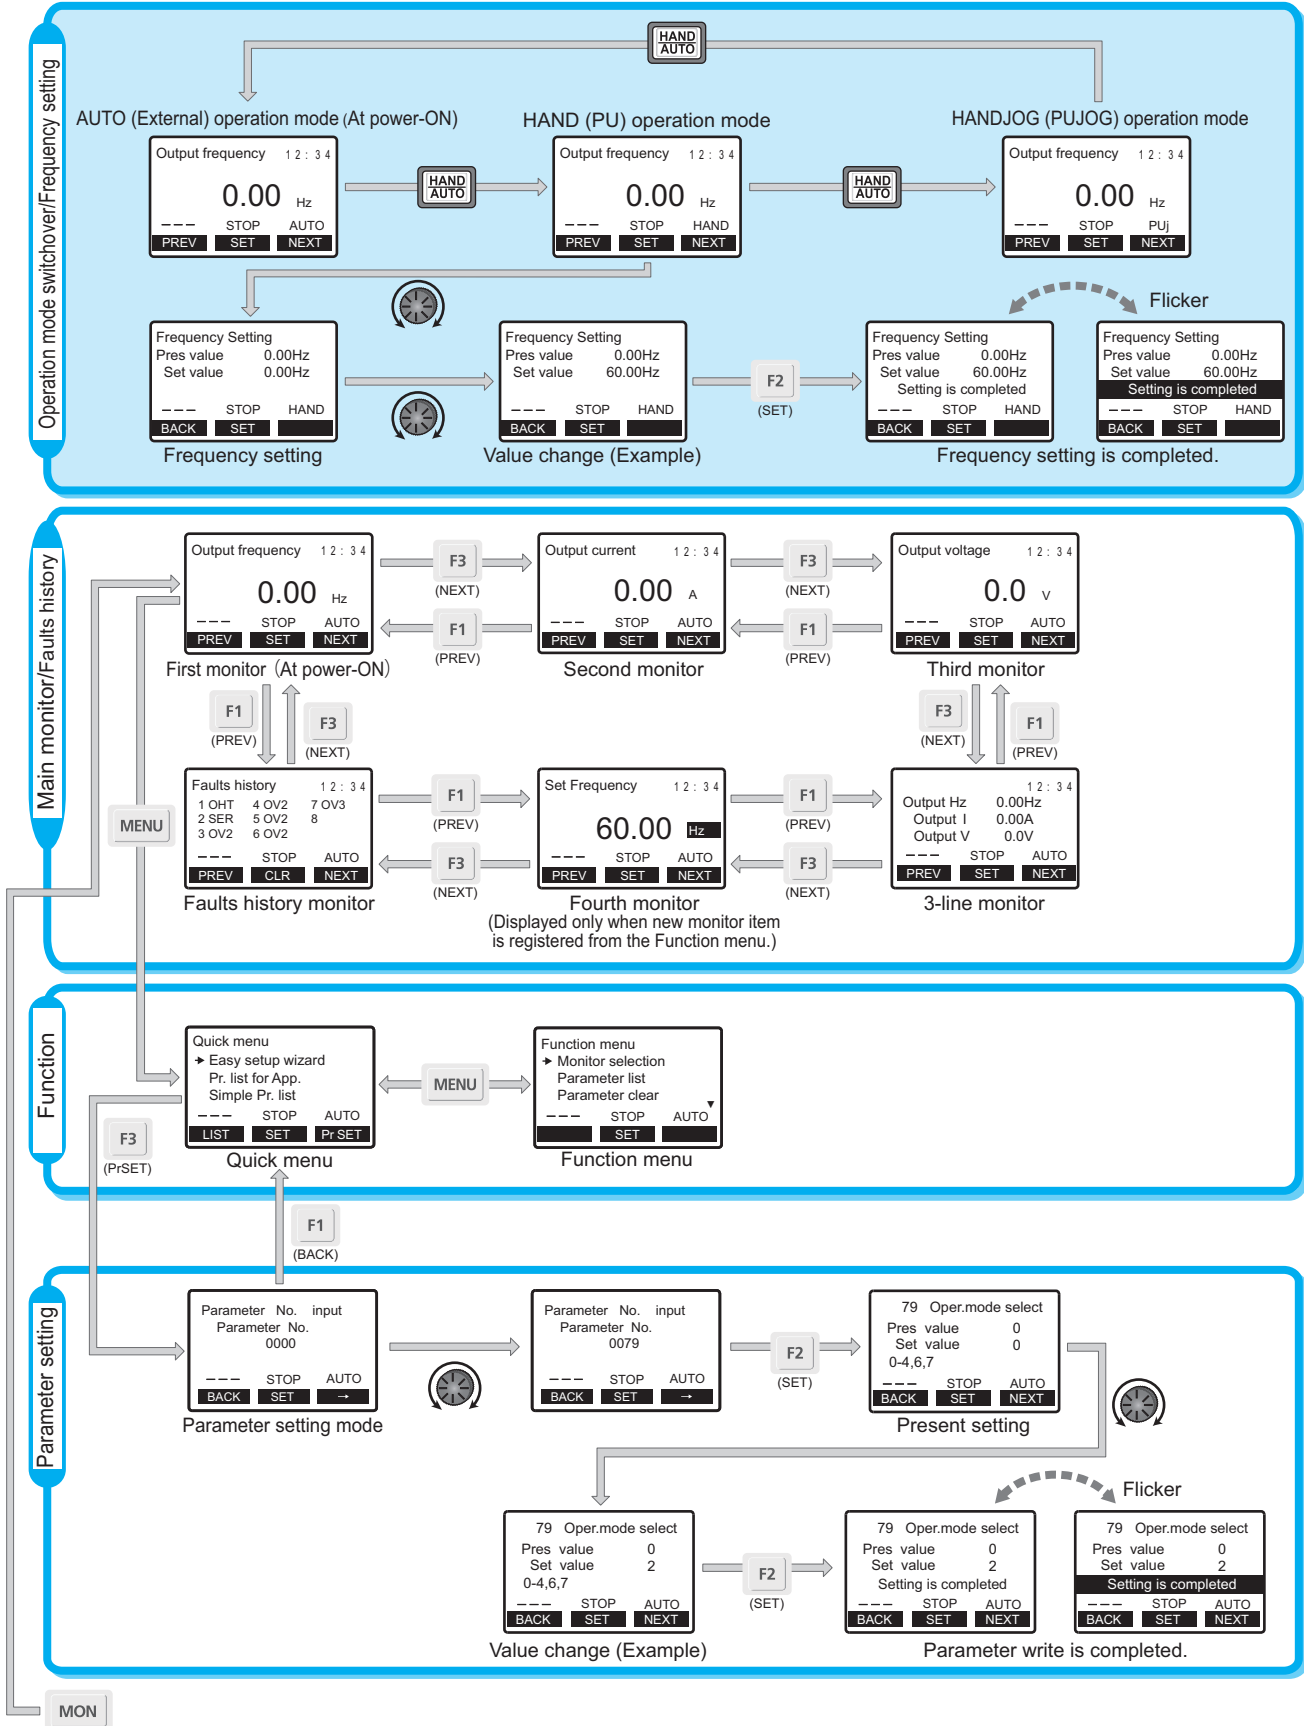 Operation mode switchover/Frequency setting
HAND
AUTO
AUTO (External) operation mode (At power-ON)
HAND (PU) operation mode
HANDJOG (PUJOG) operation mode
Output frequency 12:34
0.00 Hz
--- STOP AUTO
PREV SET NEXT
HAND
AUTO
Output frequency 12:34
0.00 Hz
--- STOP HAND
PREV SET NEXT
HAND
AUTO
Output frequency 12:34
0.00 Hz
--- STOP PUj
PREV SET NEXT
Frequency Setting
Pres value 0.00Hz
Set value 0.00Hz
--- STOP HAND
BACK SET
Frequency setting
Frequency Setting
Pres value 0.00Hz
Set value 60.00Hz
--- STOP HAND
BACK SET
Value change (Example)
F2
(SET)
Flicker
Frequency Setting
Pres value 0.00Hz
Set value 60.00Hz
Setting is completed
--- STOP HAND
BACK SET
Frequency Setting
Pres value 0.00Hz
Set value 60.00Hz
Setting is completed
--- STOP HAND
BACK SET
Frequency setting is completed.
Main monitor/Faults history
Output frequency 12:34
0.00 Hz
--- STOP AUTO
PREV SET NEXT
First monitor (At power-ON)
F3
(NEXT)
F1
(PREV)
Output current 12:34
0.00 A
--- STOP AUTO
PREV SET NEXT
Second monitor
F3
(NEXT)
F1
(PREV)
Output voltage 12:34
0.0 V
--- STOP AUTO
PREV SET NEXT
Third monitor
F1
(PREV)
F3
(NEXT)
F3
(NEXT)
F1
(PREV)
MENU
Faults history 12:34
1 OHT 4 OV2 7 OV3
2 SER 5 OV2 8
3 OV2 6 OV2
--- STOP AUTO
PREV CLR NEXT
Faults history monitor
F1
(PREV)
F3
(NEXT)
Set Frequency 12:34
60.00 Hz
--- STOP AUTO
PREV SET NEXT
Fourth monitor
(Displayed only when new monitor item
is registered from the Function menu.)
F1
(PREV)
F3
(NEXT)
12:34
Output Hz 0.00Hz
Output I 0.00A
Output V 0.0V
--- STOP AUTO
PREV SET NEXT
3-line monitor
Function
Quick menu
➔ Easy setup wizard
Pr. list for App.
Simple Pr. list
--- STOP AUTO
LIST SET Pr SET
Quick menu
MENU
Function menu
➔ Monitor selection
Parameter list
Parameter clear ▼
--- STOP AUTO
SET
Function menu
F3
(PrSET)
F1
(BACK)
Parameter setting
Parameter No. input
Parameter No.
0000
--- STOP AUTO
BACK SET →
Parameter setting mode
Parameter No. input
Parameter No.
0079
--- STOP AUTO
BACK SET →
F2
(SET)
79 Oper.mode select
Pres value 0
Set value 0
0-4,6,7
--- STOP AUTO
BACK SET NEXT
Present setting
79 Oper.mode select
Pres value 0
Set value 2
0-4,6,7
--- STOP AUTO
BACK SET NEXT
Value change (Example)
F2
(SET)
Flicker
79 Oper.mode select
Pres value 0
Set value 2
Setting is completed
--- STOP AUTO
BACK SET NEXT
79 Oper.mode select
Pres value 0
Set value 2
Setting is completed
--- STOP AUTO
BACK SET NEXT
Parameter write is completed.
MON